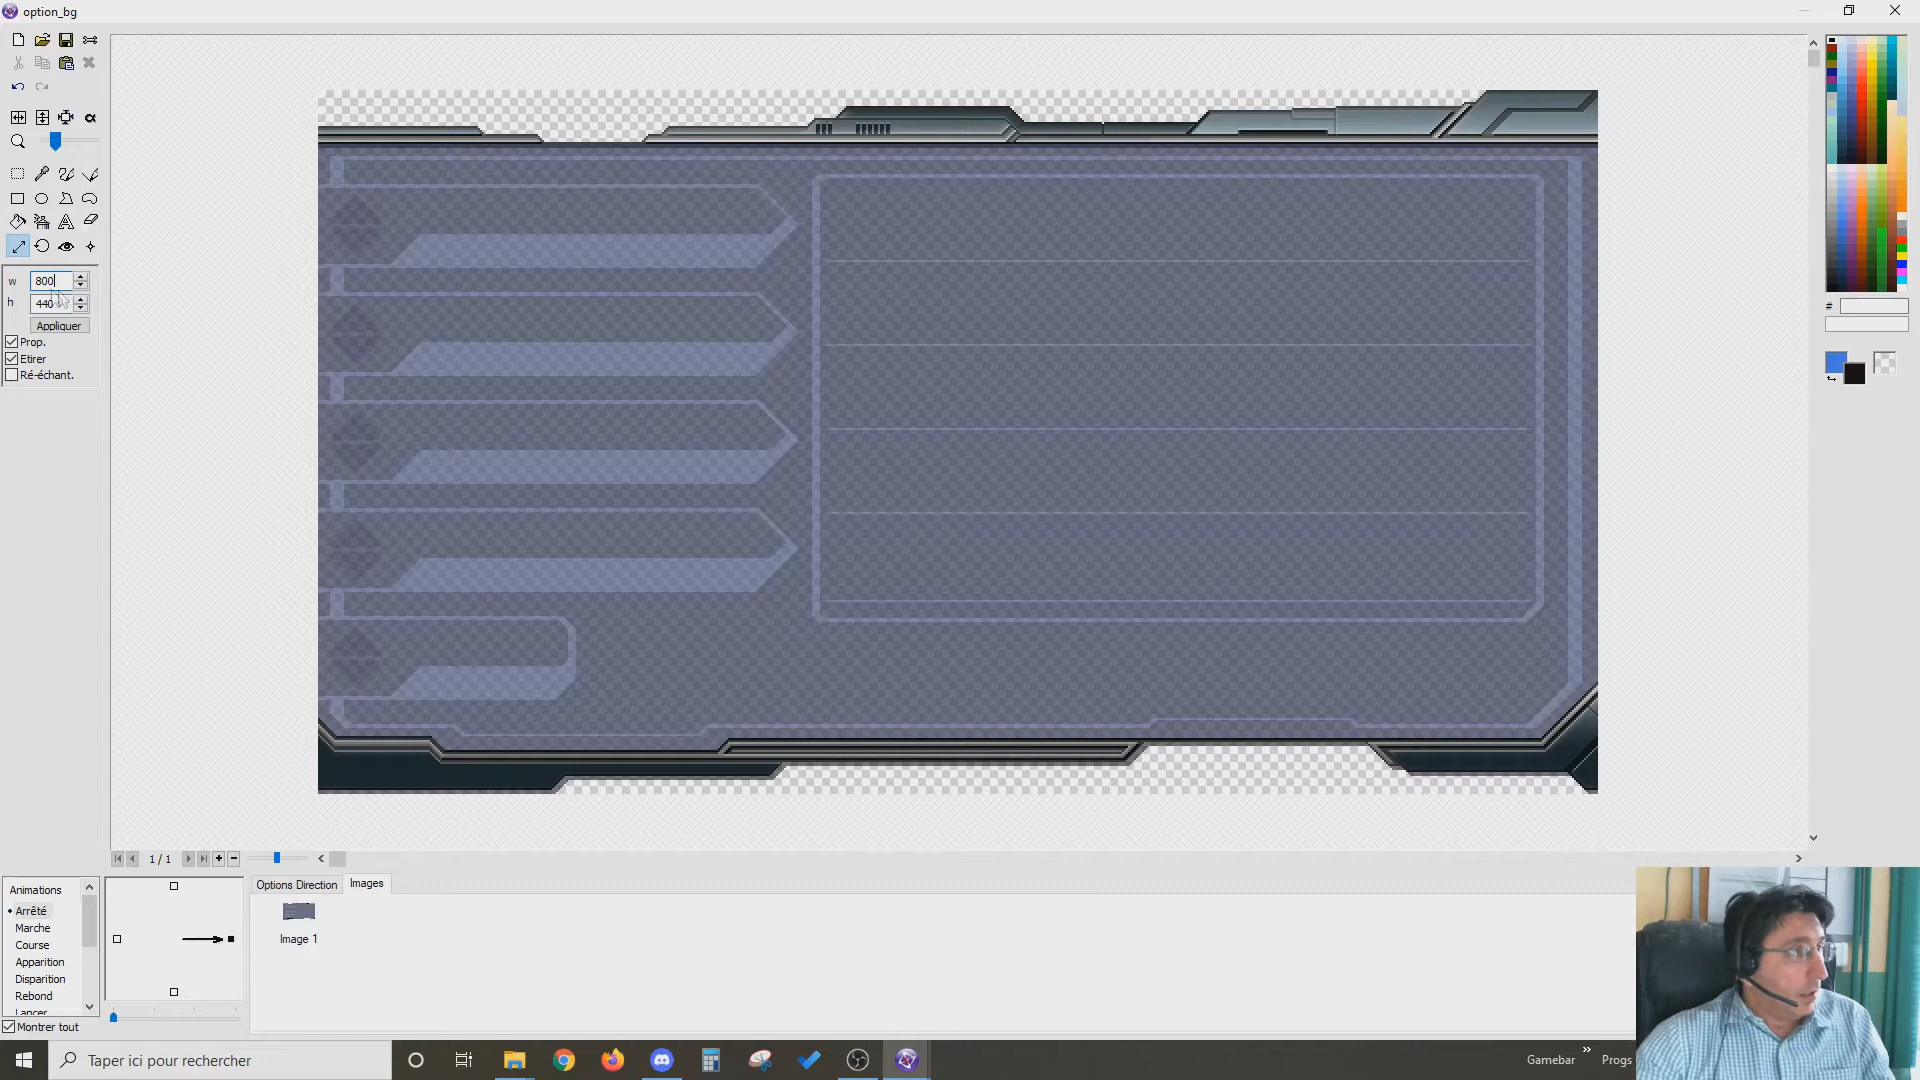 option_bg
w 800
h 440
Appliquer
Prop.
Etirer
Ré-échant.
#
1 / 1
Animations
Arrêté
Marche
Course
Apparition
Disparition
Rebond
Lancer
Montrer tout
Options Direction
Images
Image 1
Taper ici pour rechercher
Gamebar
Progs